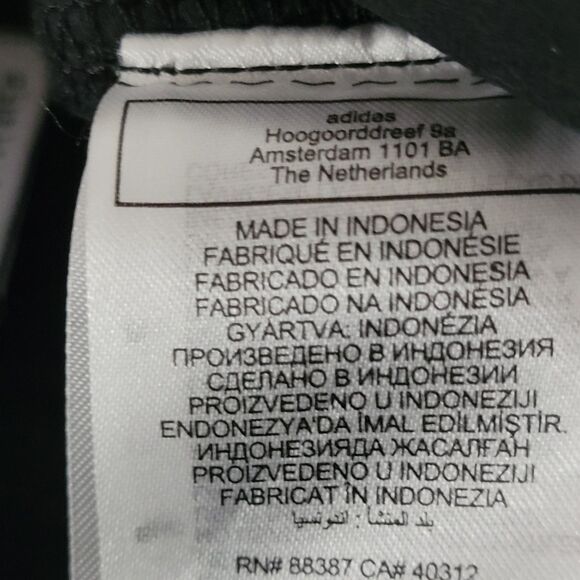 adidas
Hoogoorddreef 9a
Amsterdam 1101 BA
The Netherlands
MADE IN INDONESIA
FABRIQUÉ EN INDONÉSIE
FABRICADO EN INDONESIA
FABRICADO NA INDONÉSIA
GYÁRTVA: INDONÉZIA
ПРОИЗВЕДЕНО В ИНДОНЕЗИЯ
СДЕЛАНО В ИНДОНЕЗИИ
PROIZVEDENO U INDONEZIJI
ENDONEZYA'DA İMAL EDİLMİŞTİR.
ИНДОНЕЗИЯДА ЖАСАЛҒАН
PROIZVEDENO U INDONEZIJI
FABRICAT ÎN INDONEZIA
بلد المنشأ : اندونسيا
RN# 88387 CA# 40312